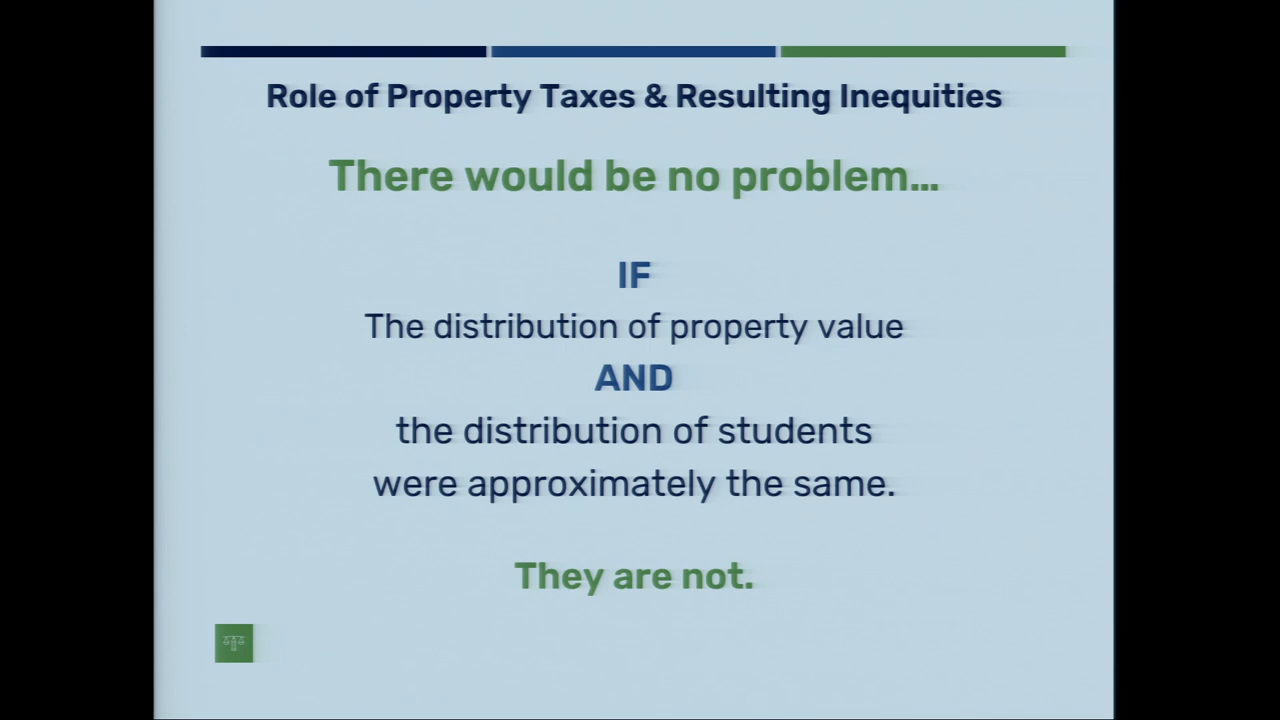 Role of Property Taxes & Resulting Inequities
There would be no problem...
IF
The distribution of property value
AND
the distribution of students
were approximately the same.
They are not.